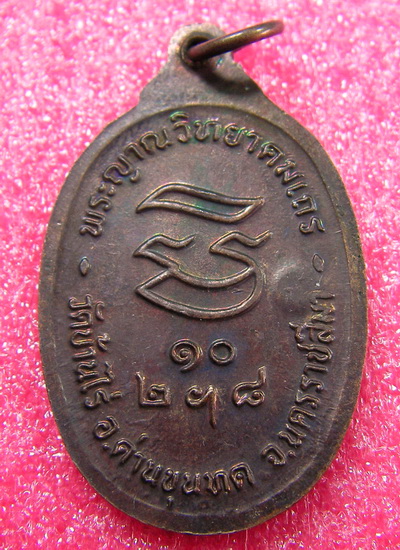 พระญาณวิทยาคมเถร
๑๐
๒ ๗ ๘
วัดบ้านไร่ อ.ด่านขุนทด จ.นครราชสีมา